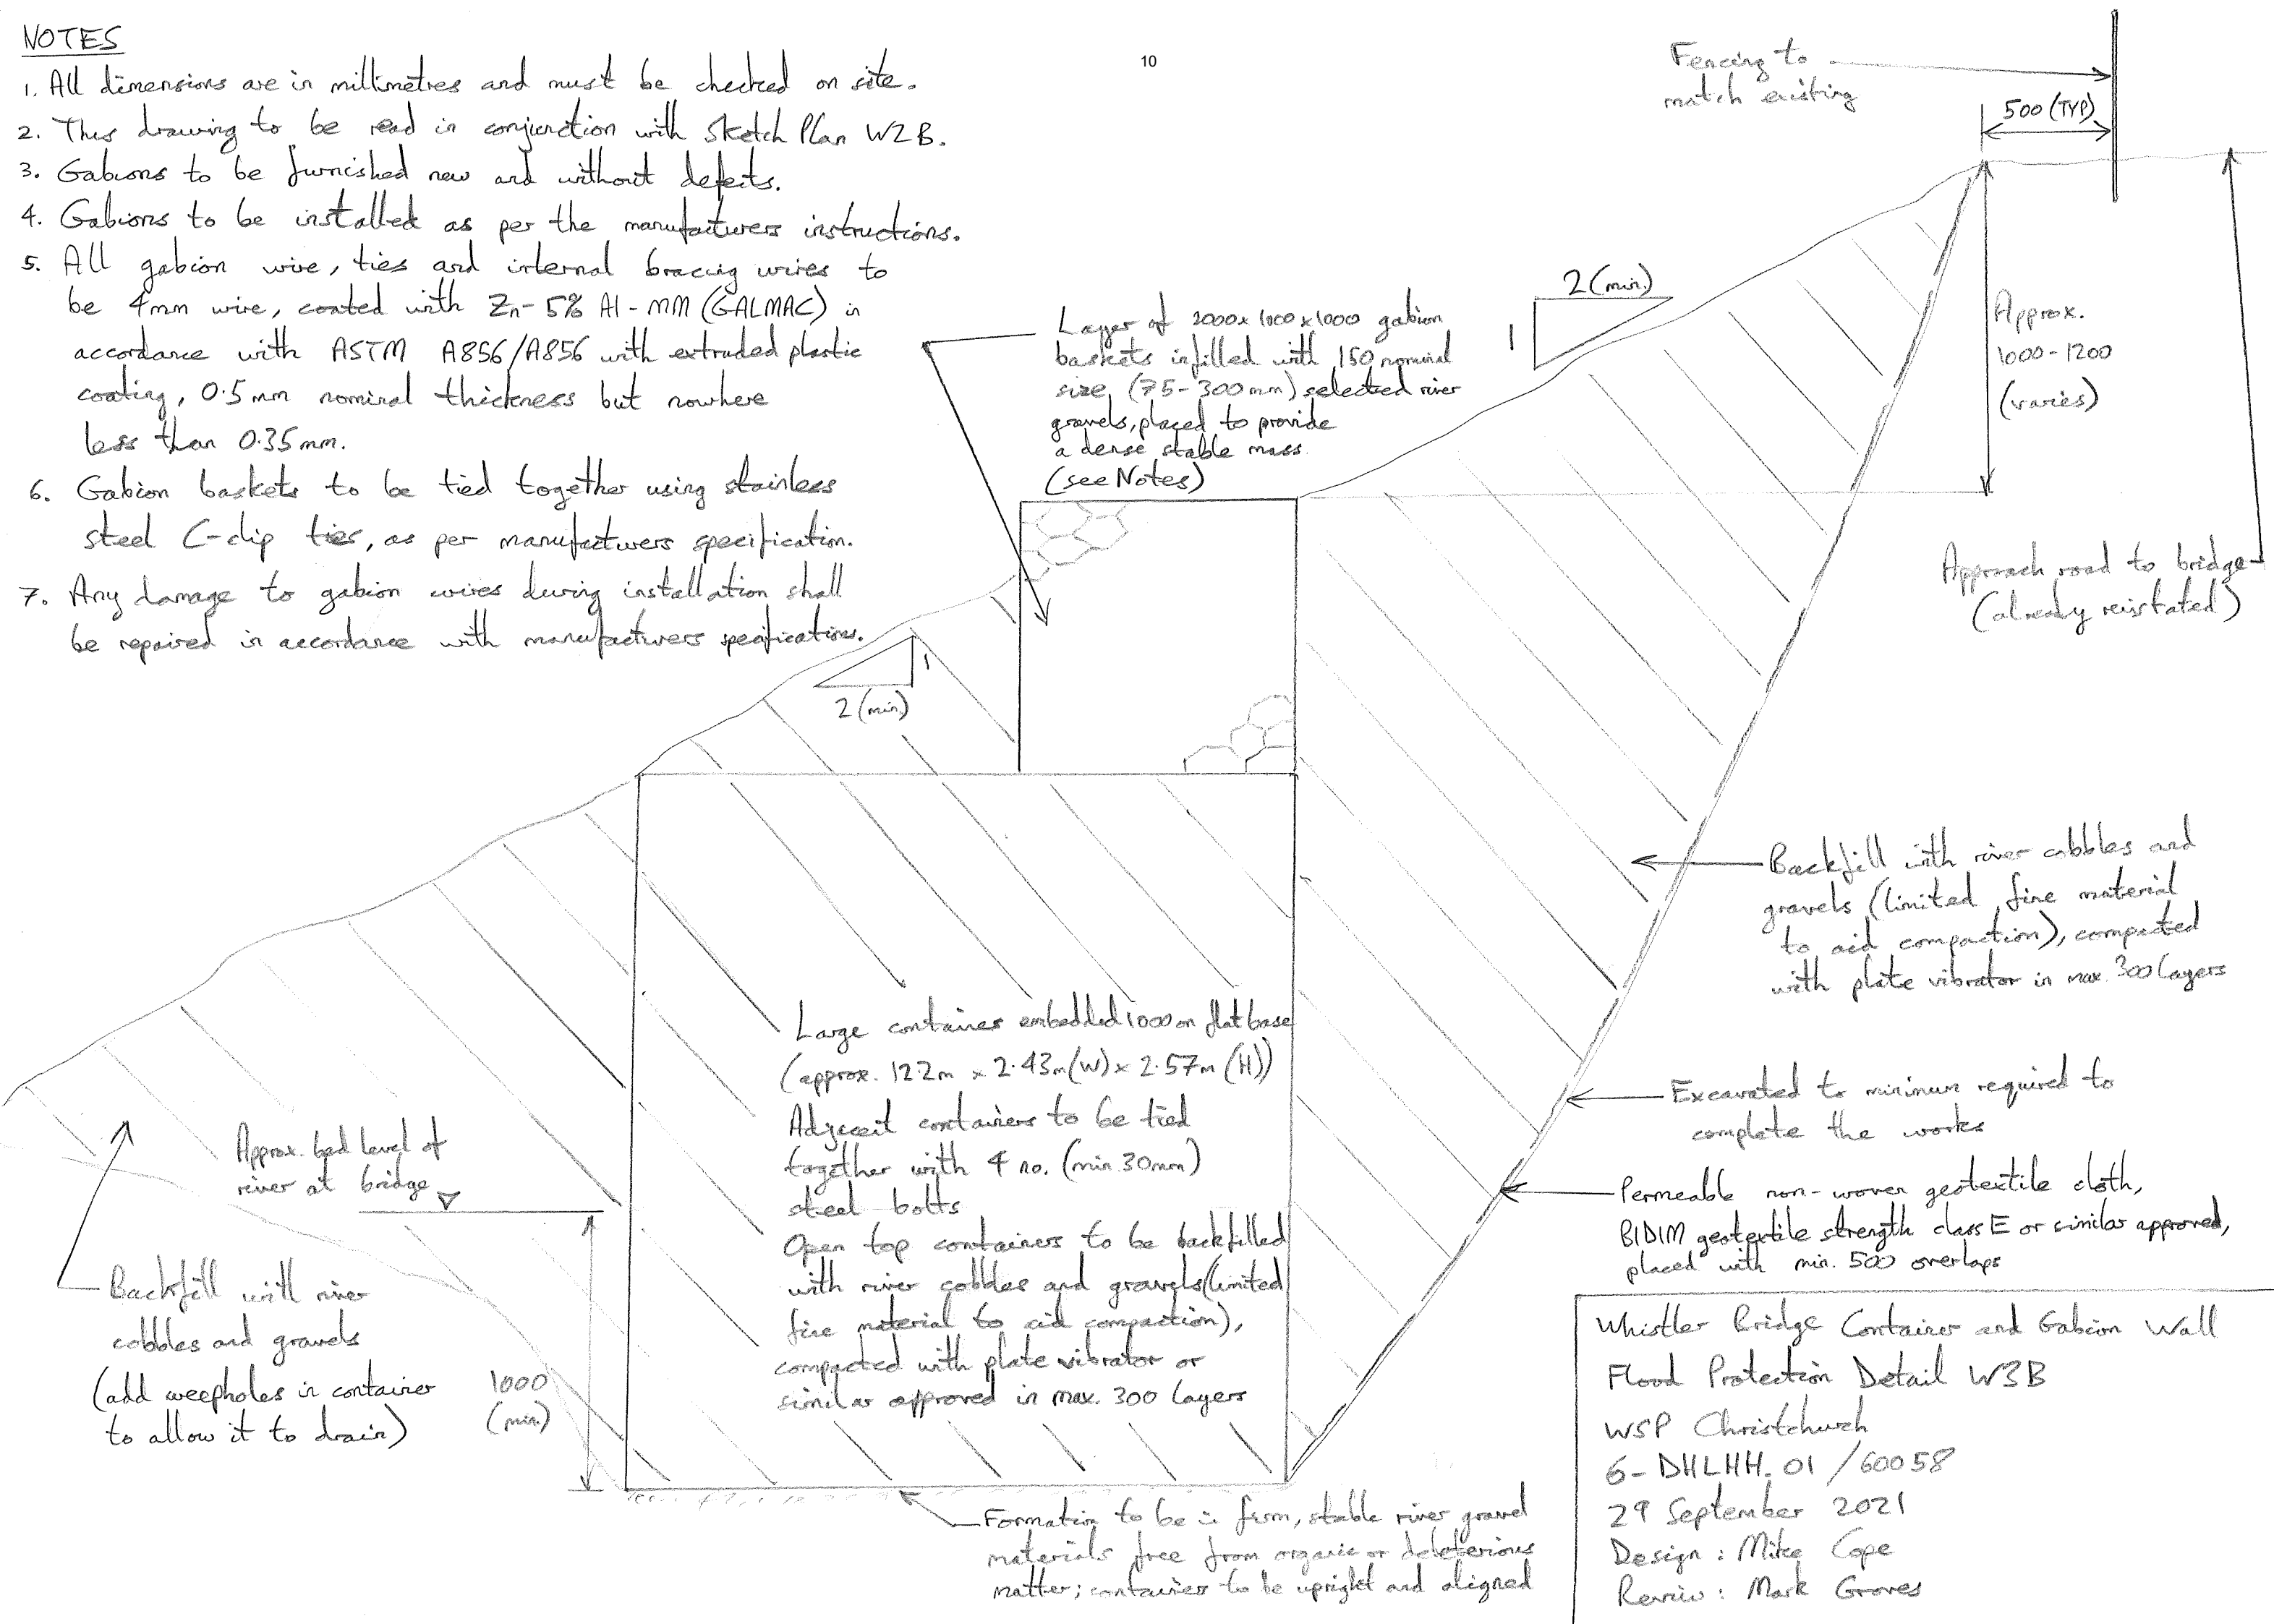 NOTES
1. All dimensions are in millimetres and must be checked on site.
2. This drawing to be read in conjunction with Sketch Plan W2B.
3. Gabions to be furnished new and without defects.
4. Gabions to be installed as per the manufacturers instructions.
5. All gabion wire, ties and internal bracing wires to
be 4mm wire, coated with Zn-5% Al-MM (GALMAC) in
accordance with ASTM A856/A856 with extruded plastic
coating, 0.5mm nominal thickness but nowhere
less than 0.35mm.
6. Gabion baskets to be tied together using stainless
steel C-clip ties, as per manufacturers specification.
7. Any damage to gabion wires during installation shall
be repaired in accordance with manufacturers specifications.
10
Fencing to
match existing
500 (TYP)
2 (min.)
1
Layer of 2000x1000x1000 gabion
baskets infilled with 150 nominal
size (75-300mm) selected river
gravels, placed to provide
a dense stable mass
(see Notes)
Approx.
1000-1200
(varies)
Approach road to bridge
(already reinstated)
1
2 (min.)
Backfill with river cobbles and
gravels (limited fine material
to aid compaction), compacted
with plate vibrator in max. 300 layers
Large container embedded 1000 on flat base
(approx. 12.2m x 2.43m(W) x 2.57m (H))
Adjacent containers to be tied
together with 4 no. (min 30mm)
steel bolts
Open top containers to be backfilled
with river cobbles and gravels (limited
fine material to aid compaction),
compacted with plate vibrator or
similar approved in max. 300 layers
Excavated to minimum required to
complete the works
Permeable non-woven geotextile cloth,
BIDIM geotextile strength class E or similar approved,
placed with min. 500 overlaps
Approx. bed level of
river at bridge
Backfill with river
cobbles and gravels
(add weepholes in container
to allow it to drain)
1000
(min.)
Formation to be in firm, stable river gravel
materials free from organic or deleterious
matter; container to be upright and aligned
Whistler Bridge Container and Gabion Wall
Flood Protection Detail W3B
WSP Christchurch
6-DHLHH.01/60058
29 September 2021
Design: Mike Cope
Review: Mark Groves